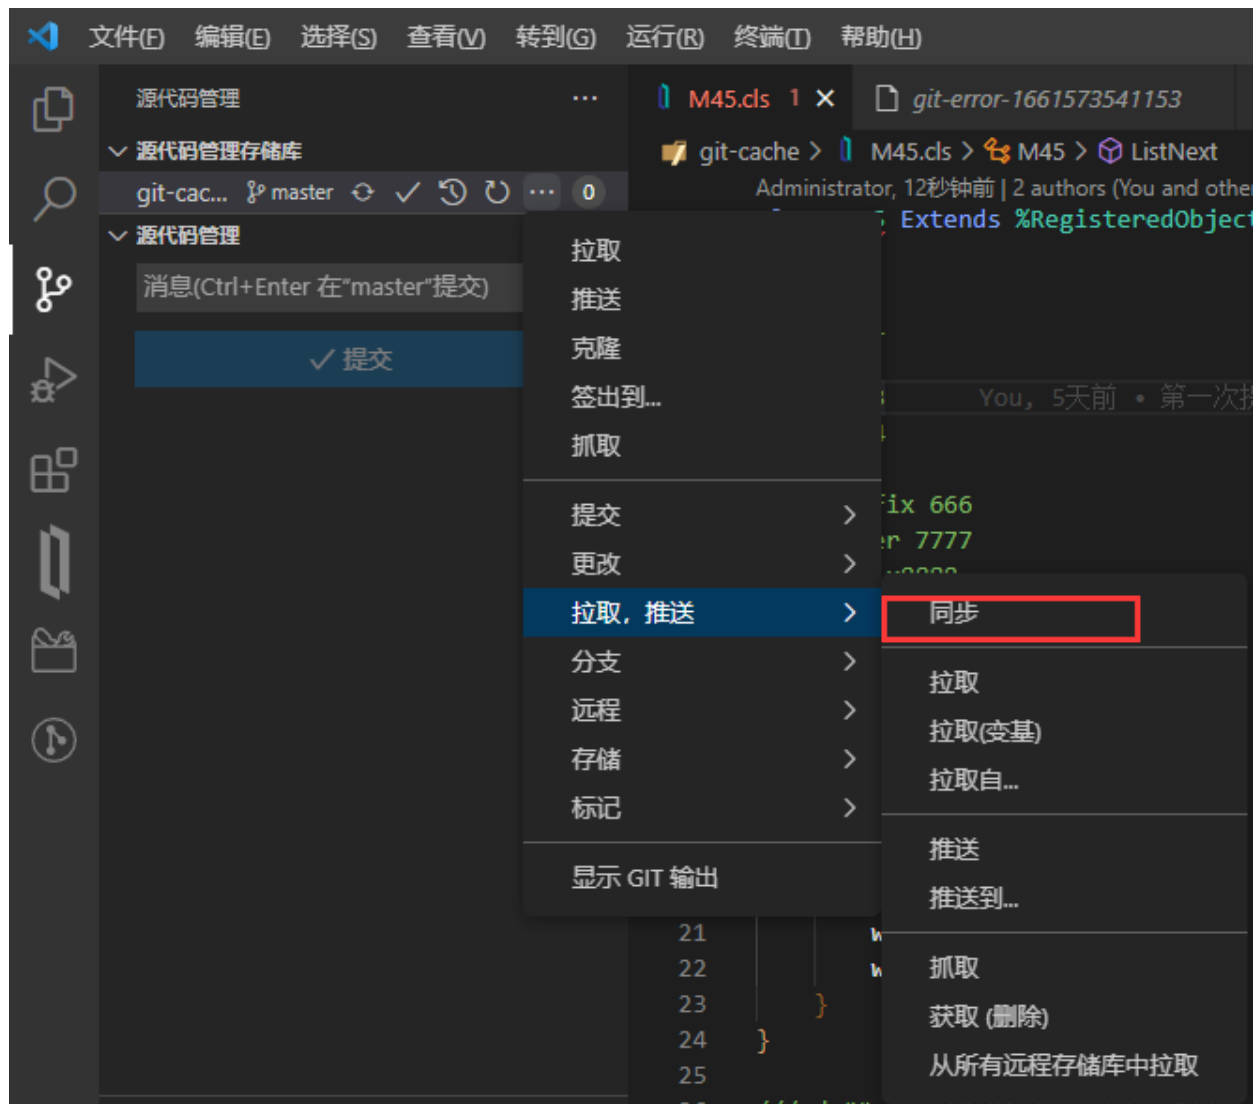 文件(F) 编辑(E) 选择(S) 查看(V) 转到(G) 运行(R) 终端(T) 帮助(H)
源代码管理 ···
M45.cls 1 × git-error-1661573541153
源代码管理存储库
git-cache > M45.cls > M45 > ListNext
git-cac... master ··· 0
Administrator, 12秒钟前 | 2 authors (You and othe
Extends %RegisteredObject
源代码管理
消息(Ctrl+Enter 在"master"提交)
提交
拉取
推送
克隆
签出到...
抓取
You, 5天前 • 第一次
提交
更改
拉取，推送
分支
远程
存储
标记
显示 GIT 输出
ix 666
r 7777
同步
拉取
拉取(变基)
拉取自...
推送
推送到...
抓取
获取 (删除)
从所有远程存储库中拉取
21 w
22 w
23 }
24 }
25